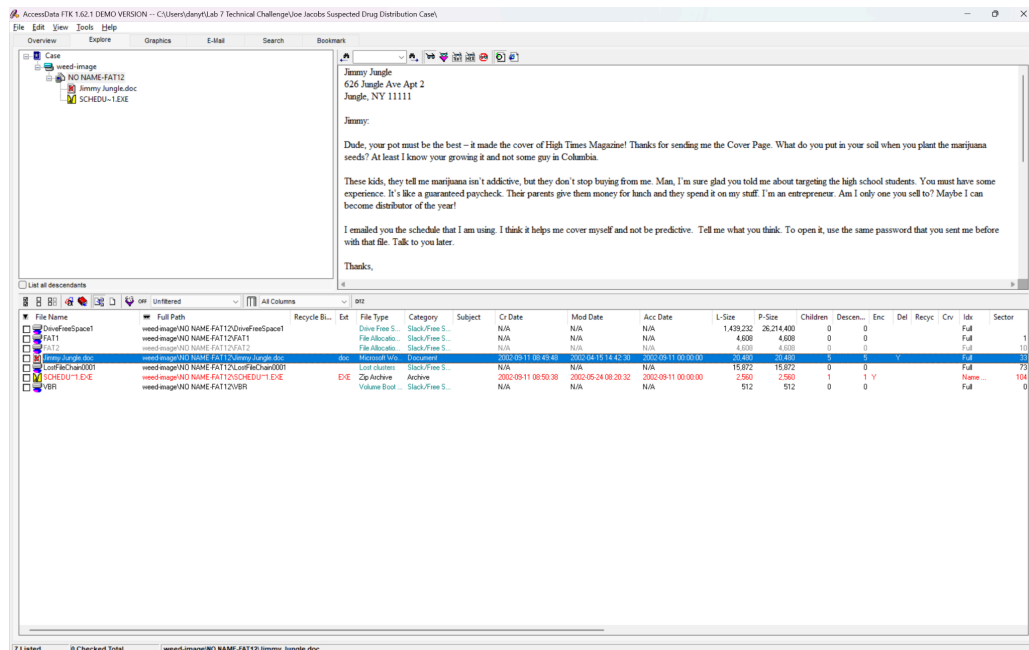 AccessData FTK 1.62.1 DEMO VERSION -- C:\Users\danyt\Lab 7 Technical Challenge\Joe Jacobs Suspected Drug Distribution Case\
File Edit View Tools Help
Overview Explore Graphics E-Mail Search Bookmark
Case
weed-image
NO NAME-FAT12
Jimmy Jungle.doc
SCHEDU~1.EXE
Jimmy Jungle
626 Jungle Ave Apt 2
Jungle, NY 11111
Jimmy:
Dude, your pot must be the best – it made the cover of High Times Magazine! Thanks for sending me the Cover Page. What do you put in your soil when you plant the marijuana
seeds? At least I know your growing it and not some guy in Columbia.
These kids, they tell me marijuana isn't addictive, but they don't stop buying from me. Man, I'm sure glad you told me about targeting the high school students. You must have some
experience. It's like a guaranteed paycheck. Their parents give them money for lunch and they spend it on my stuff. I'm an entrepreneur. Am I only one you sell to? Maybe I can
become distributor of the year!
I emailed you the schedule that I am using. I think it helps me cover myself and not be predictive. Tell me what you think. To open it, use the same password that you sent me before
with that file. Talk to you later.
Thanks,
List all descendants
OFF Unfiltered All Columns
File Name Full Path Recycle Bi... Ext File Type Category Subject Cr Date Mod Date Acc Date L-Size P-Size Children Descen... Enc Del Recyc Crv Idx Sector
DriveFreeSpace1 weed-image\NO NAME-FAT12\DriveFreeSpace1 Drive Free S... Slack/Free S... N/A N/A N/A 1,439,232 26,214,400 0 0 Full
FAT1 weed-image\NO NAME-FAT12\FAT1 File Allocatio... Slack/Free S... N/A N/A N/A 4,608 4,608 0 0 Full 1
FAT2 weed-image\NO NAME-FAT12\FAT2 File Allocatio... Slack/Free S... N/A N/A N/A 4,608 4,608 0 0 Full 10
Jimmy Jungle.doc weed-image\NO NAME-FAT12\Jimmy Jungle.doc doc Microsoft Wo... Document 2002-09-11 08:49:48 2002-04-15 14:42:30 2002-09-11 00:00:00 20,480 20,480 5 5 Y Full 33
LostFileChain0001 weed-image\NO NAME-FAT12\LostFileChain0001 Lost clusters Slack/Free S... N/A N/A N/A 15,872 15,872 0 0 Full 73
SCHEDU~1.EXE weed-image\NO NAME-FAT12\SCHEDU~1.EXE EXE Zip Archive Archive 2002-09-11 08:50:38 2002-05-24 08:20:32 2002-09-11 00:00:00 2,560 2,560 1 1 Y Name ... 104
VBR weed-image\NO NAME-FAT12\VBR Volume Boot ... Slack/Free S... N/A N/A N/A 512 512 0 0 Full 0
7 Listed 0 Checked Total weed-image\NO NAME-FAT12\Jimmy Jungle.doc